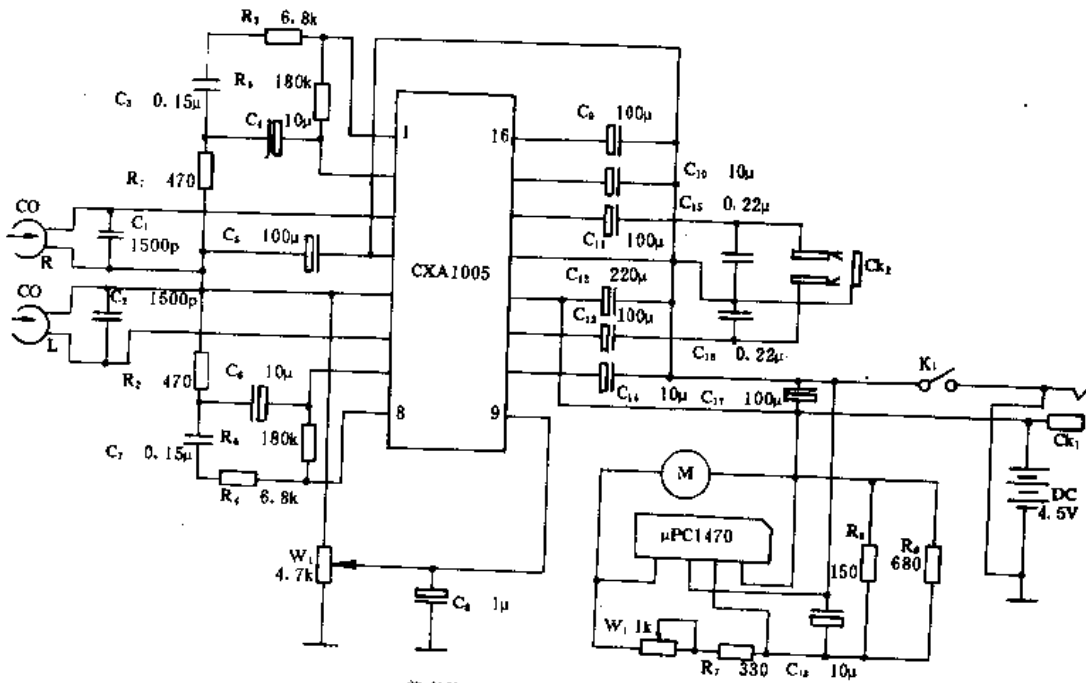 R₃ 6.8k
R₅ 180k
C₃ 0.15μ
C₄ 10μ
R₁ 470
CO
R
C₁
1500p
C₅ 100μ
CO
L
C₂ 1500p
R₂ 470
C₆ 10μ
R₆ 180k
C₇ 0.15μ
R₄ 6.8k
1
16
8
9
CXA1005
C₉ 100μ
C₁₀ 10μ
C₁₅ 0.22μ
C₁₁ 100μ
C₁₂ 220μ
C₁₃ 100μ
C₁₆ 0.22μ
C₁₄ 10μ
CK₂
K₁
C₁₇ 100μ
CK₁
DC
4.5V
M
μPC1470
R₈
150
680
W₁
4.7k
C₈ 1μ
W₁ 1k
R₇ 330
10μ